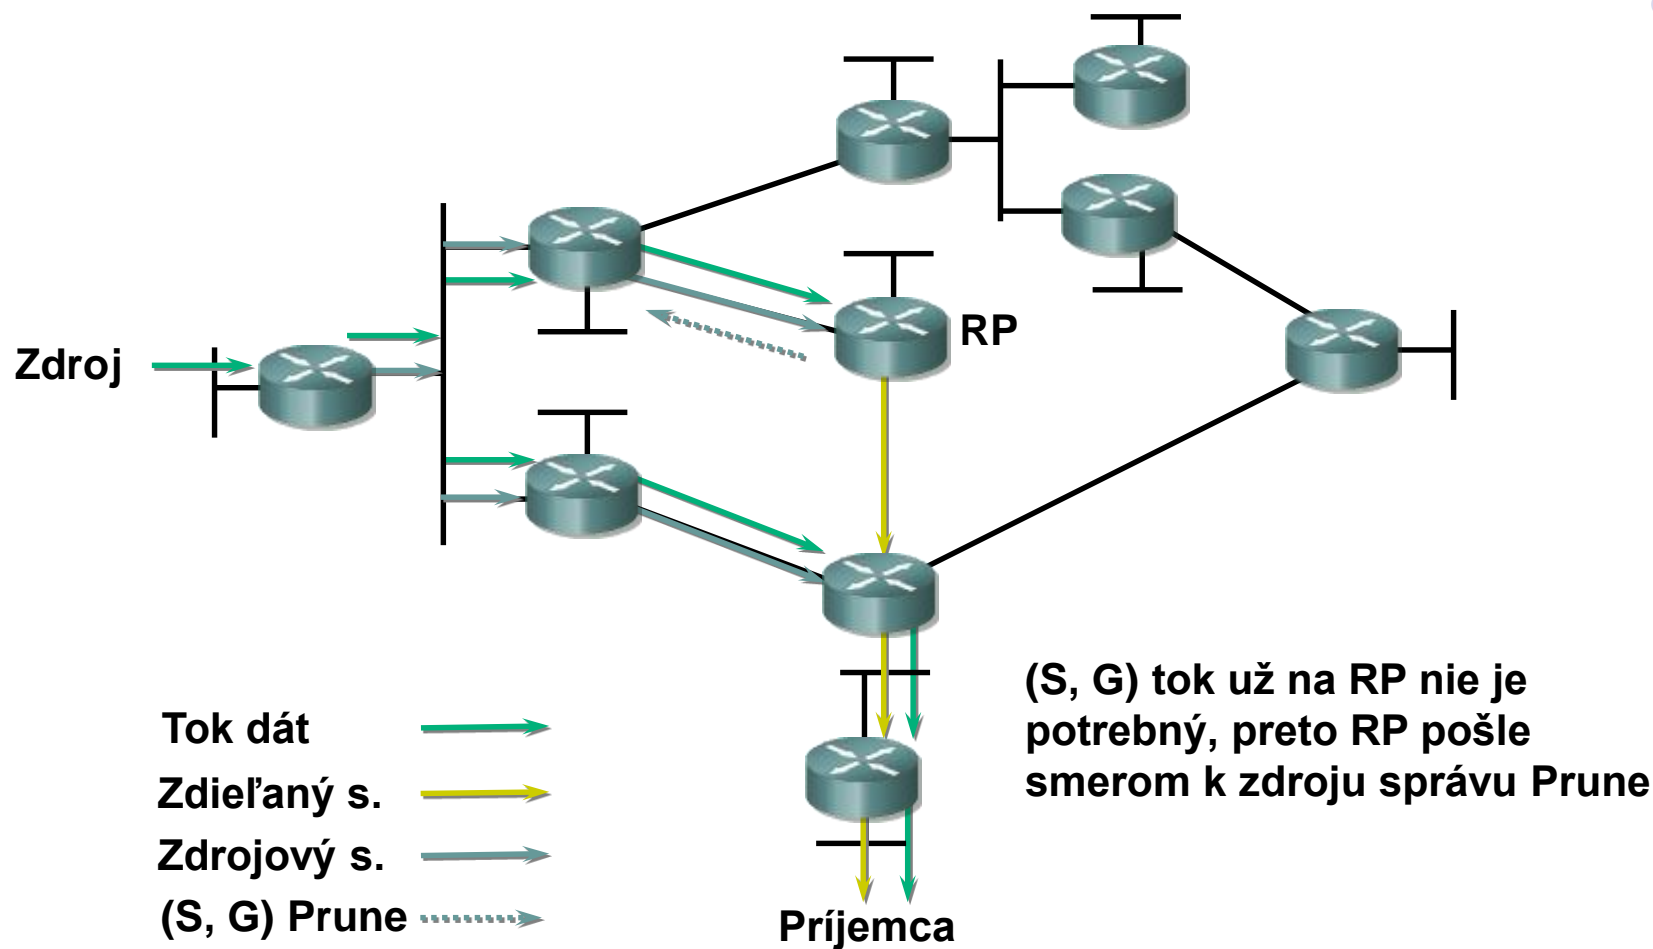 RP
Zdroj
(S, G) tok už na RP nie je
potrebný, preto RP pošle
smerom k zdroju správu Prune
Tok dát
Zdieľaný s.
Zdrojový s.
(S, G) Prune
Príjemca